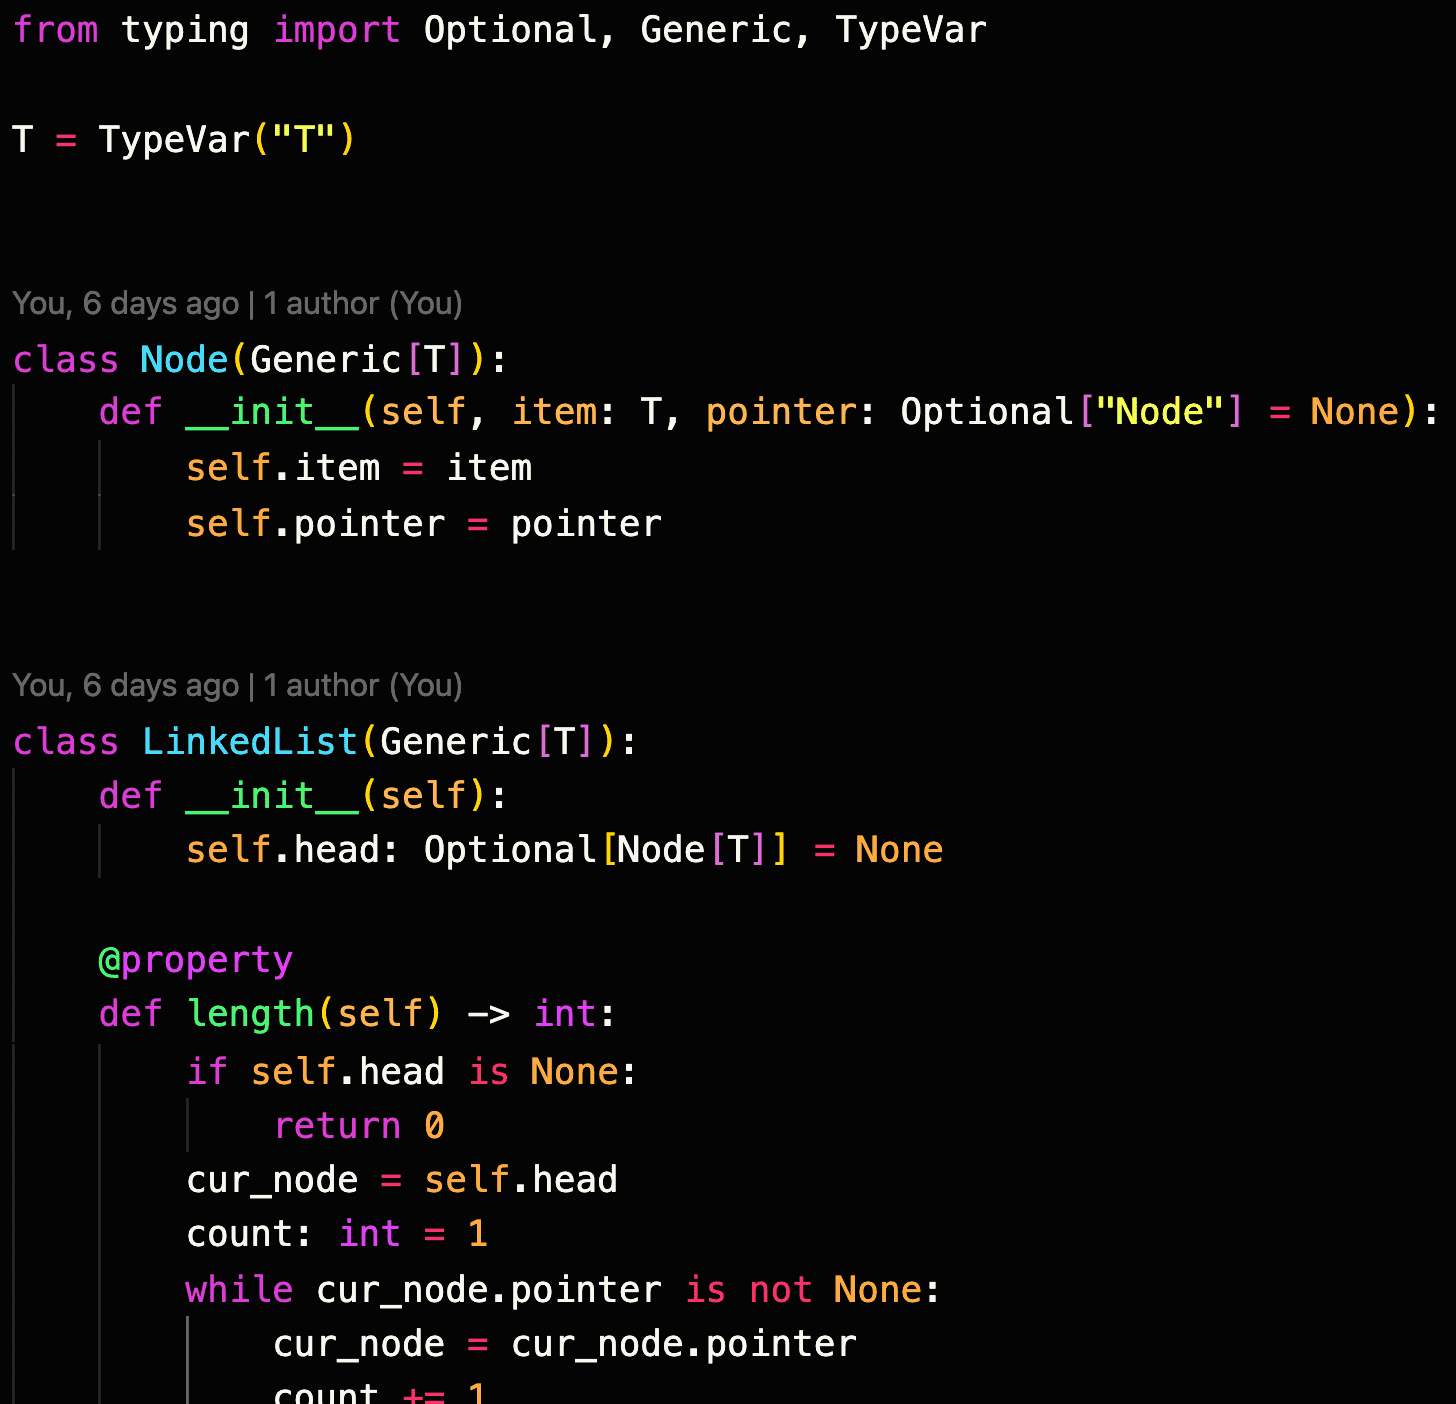 from typing import Optional, Generic, TypeVar
T = TypeVar("T")
You, 6 days ago | 1 author (You)
class Node(Generic[T]):
    def __init__(self, item: T, pointer: Optional["Node"] = None):
        self.item = item
        self.pointer = pointer
You, 6 days ago | 1 author (You)
class LinkedList(Generic[T]):
    def __init__(self):
        self.head: Optional[Node[T]] = None
    @property
    def length(self) -> int:
        if self.head is None:
            return 0
        cur_node = self.head
        count: int = 1
        while cur_node.pointer is not None:
            cur_node = cur_node.pointer
            count += 1